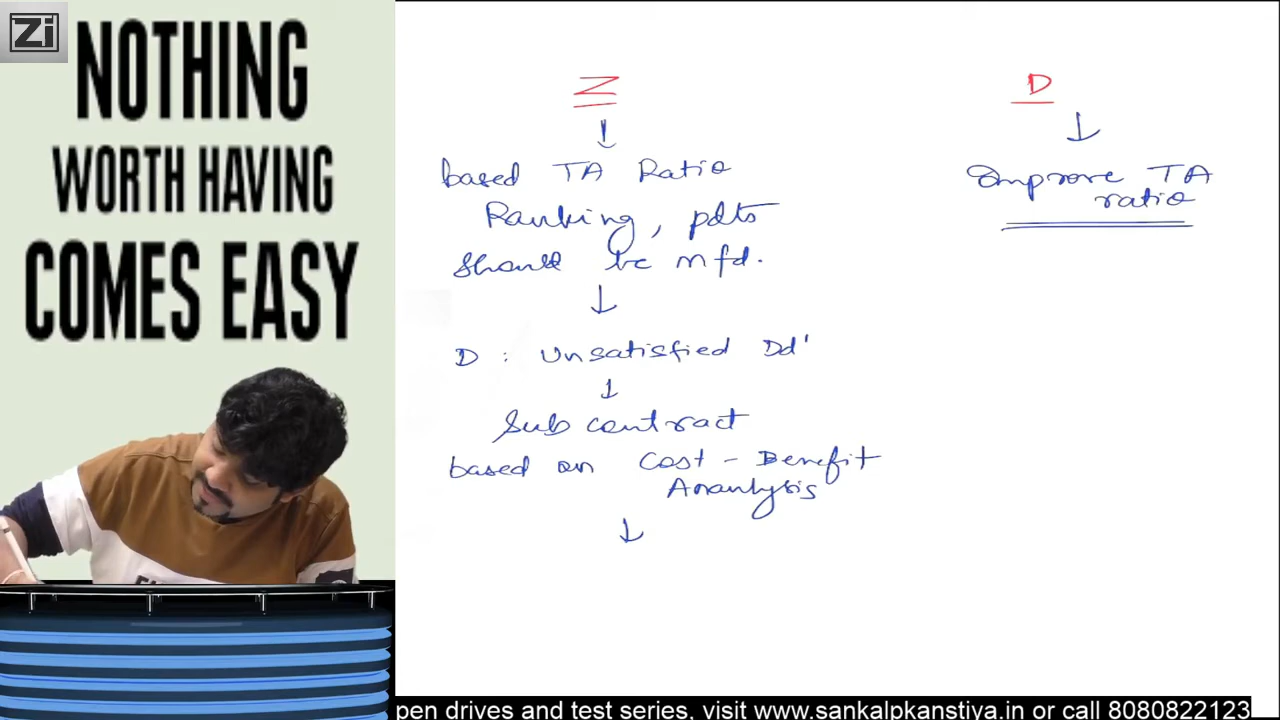 Zi
NOTHING
WORTH HAVING
COMES EASY
Z
↓
based TA Ratio
Ranking, pdts
should be mfd.
↓
D : Unsatisfied Dd'
↓
Sub contract
based on Cost - Benefit
Ananlysis
↓
D
↓
Improve TA
ratio
pen drives and test series, visit www.sankalpkanstiya.in or call 8080822123